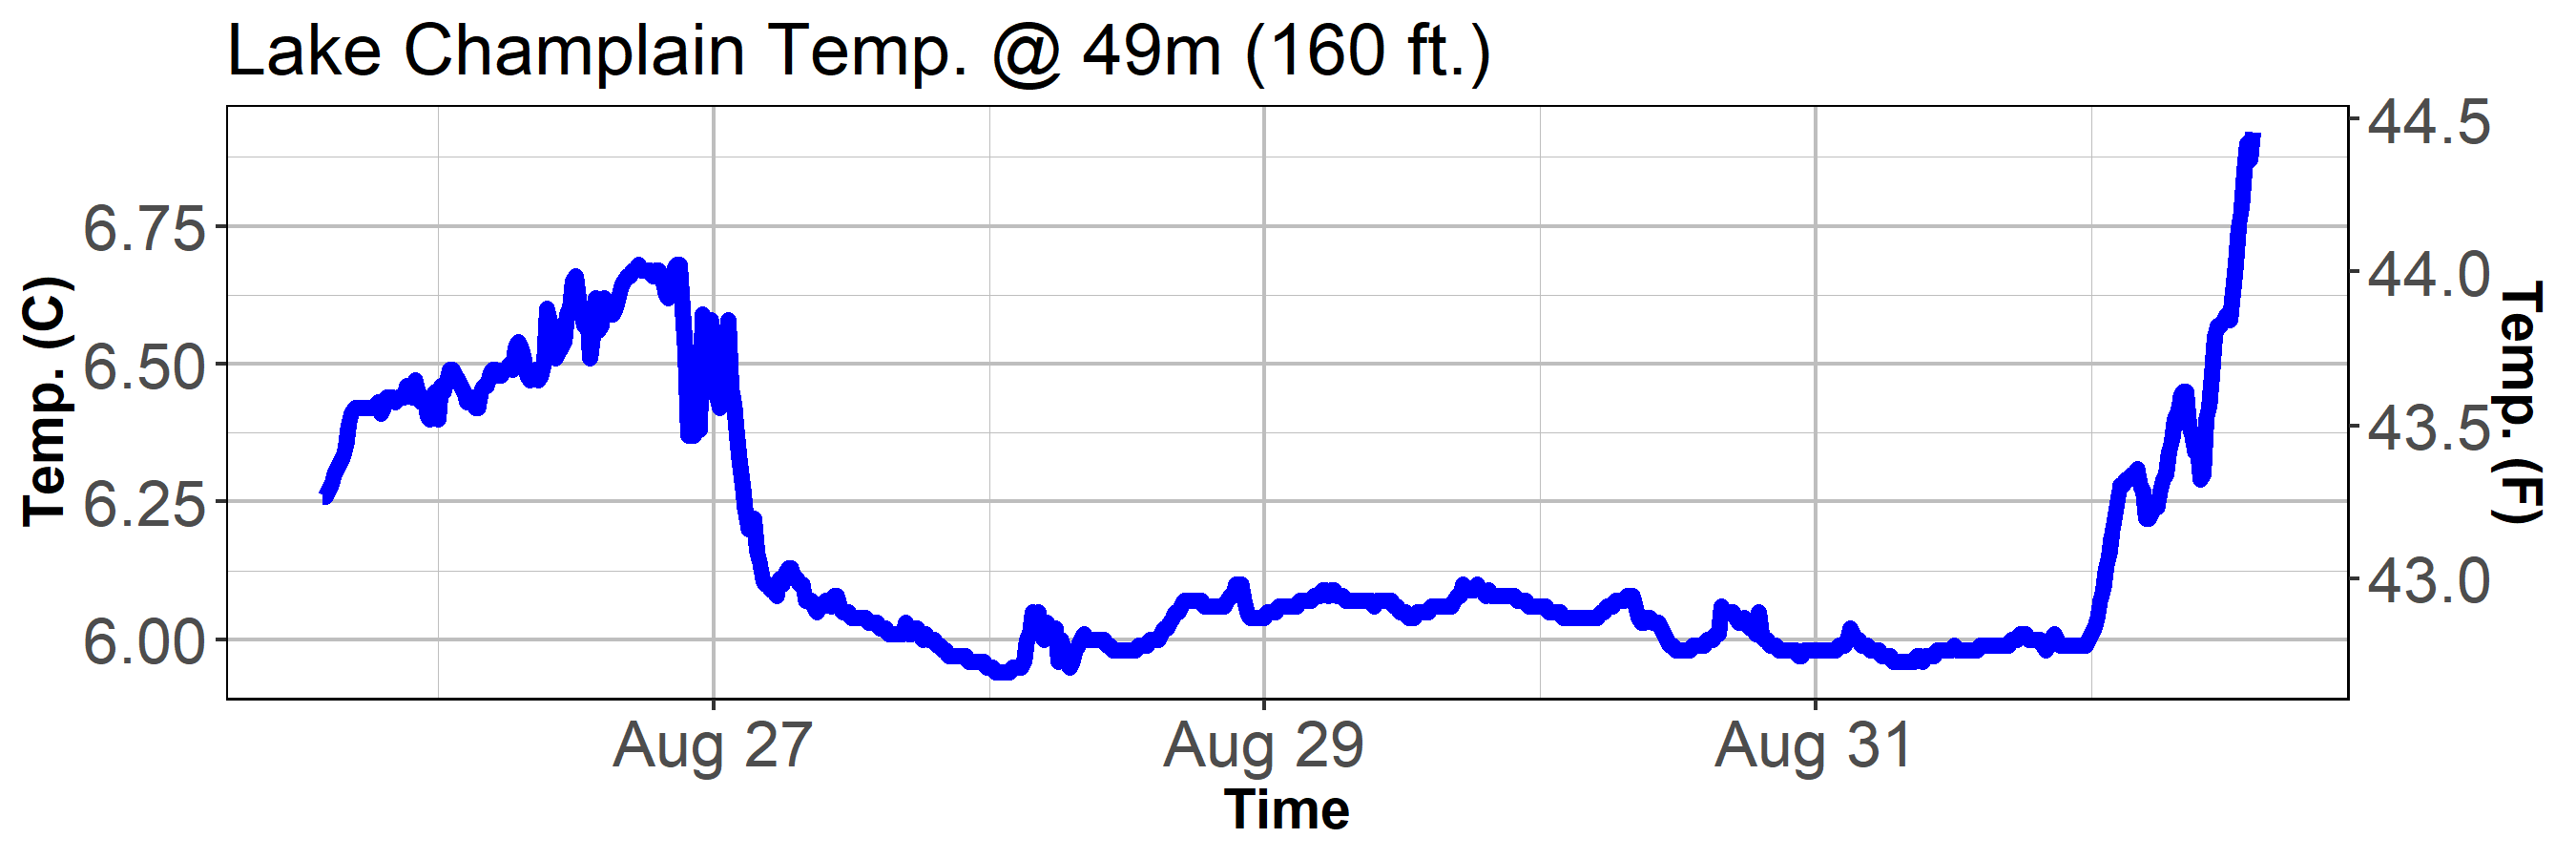 Lake Champlain Temp. @ 49m (160 ft.)
Temp. (C)
6.75
6.50
6.25
6.00
44.5
44.0
43.5
43.0
Temp. (F)
Aug 27
Aug 29
Aug 31
Time